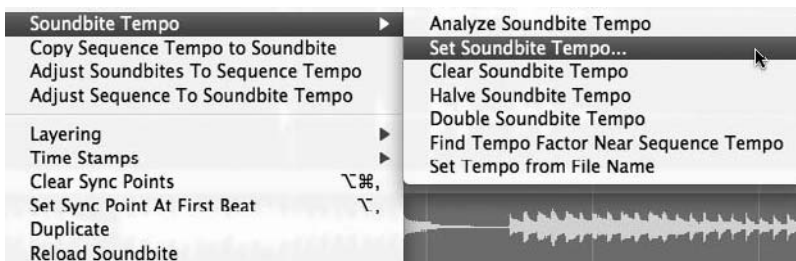 Soundbite Tempo
Copy Sequence Tempo to Soundbite
Adjust Soundbites To Sequence Tempo
Adjust Sequence To Soundbite Tempo
Layering
Time Stamps
Clear Sync Points ⌥⌘,
Set Sync Point At First Beat ⌥,
Duplicate
Reload Soundbite
Analyze Soundbite Tempo
Set Soundbite Tempo...
Clear Soundbite Tempo
Halve Soundbite Tempo
Double Soundbite Tempo
Find Tempo Factor Near Sequence Tempo
Set Tempo from File Name